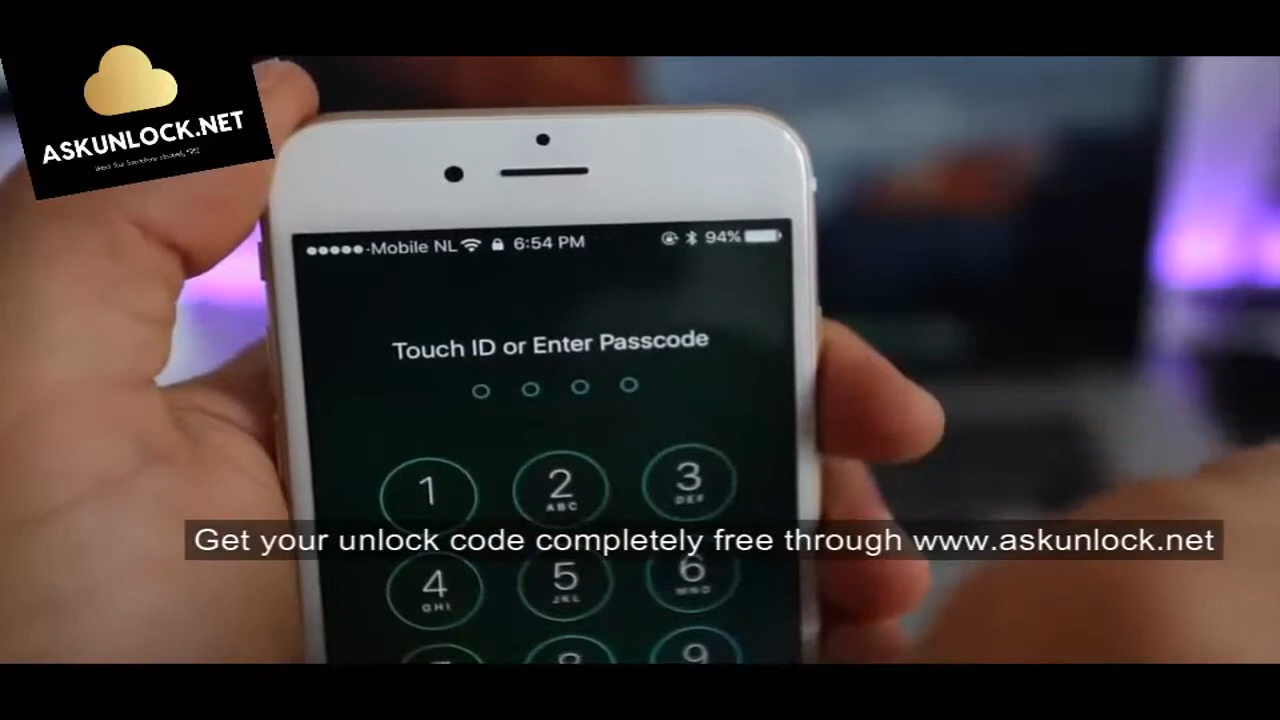 ASKUNLOCK.NET
-Mobile NL 6:54 PM 94%
Touch ID or Enter Passcode
1 2 3
ABC DEF
Get your unlock code completely free through www.askunlock.net
4 5 6
GHI JKL MNO
8 9